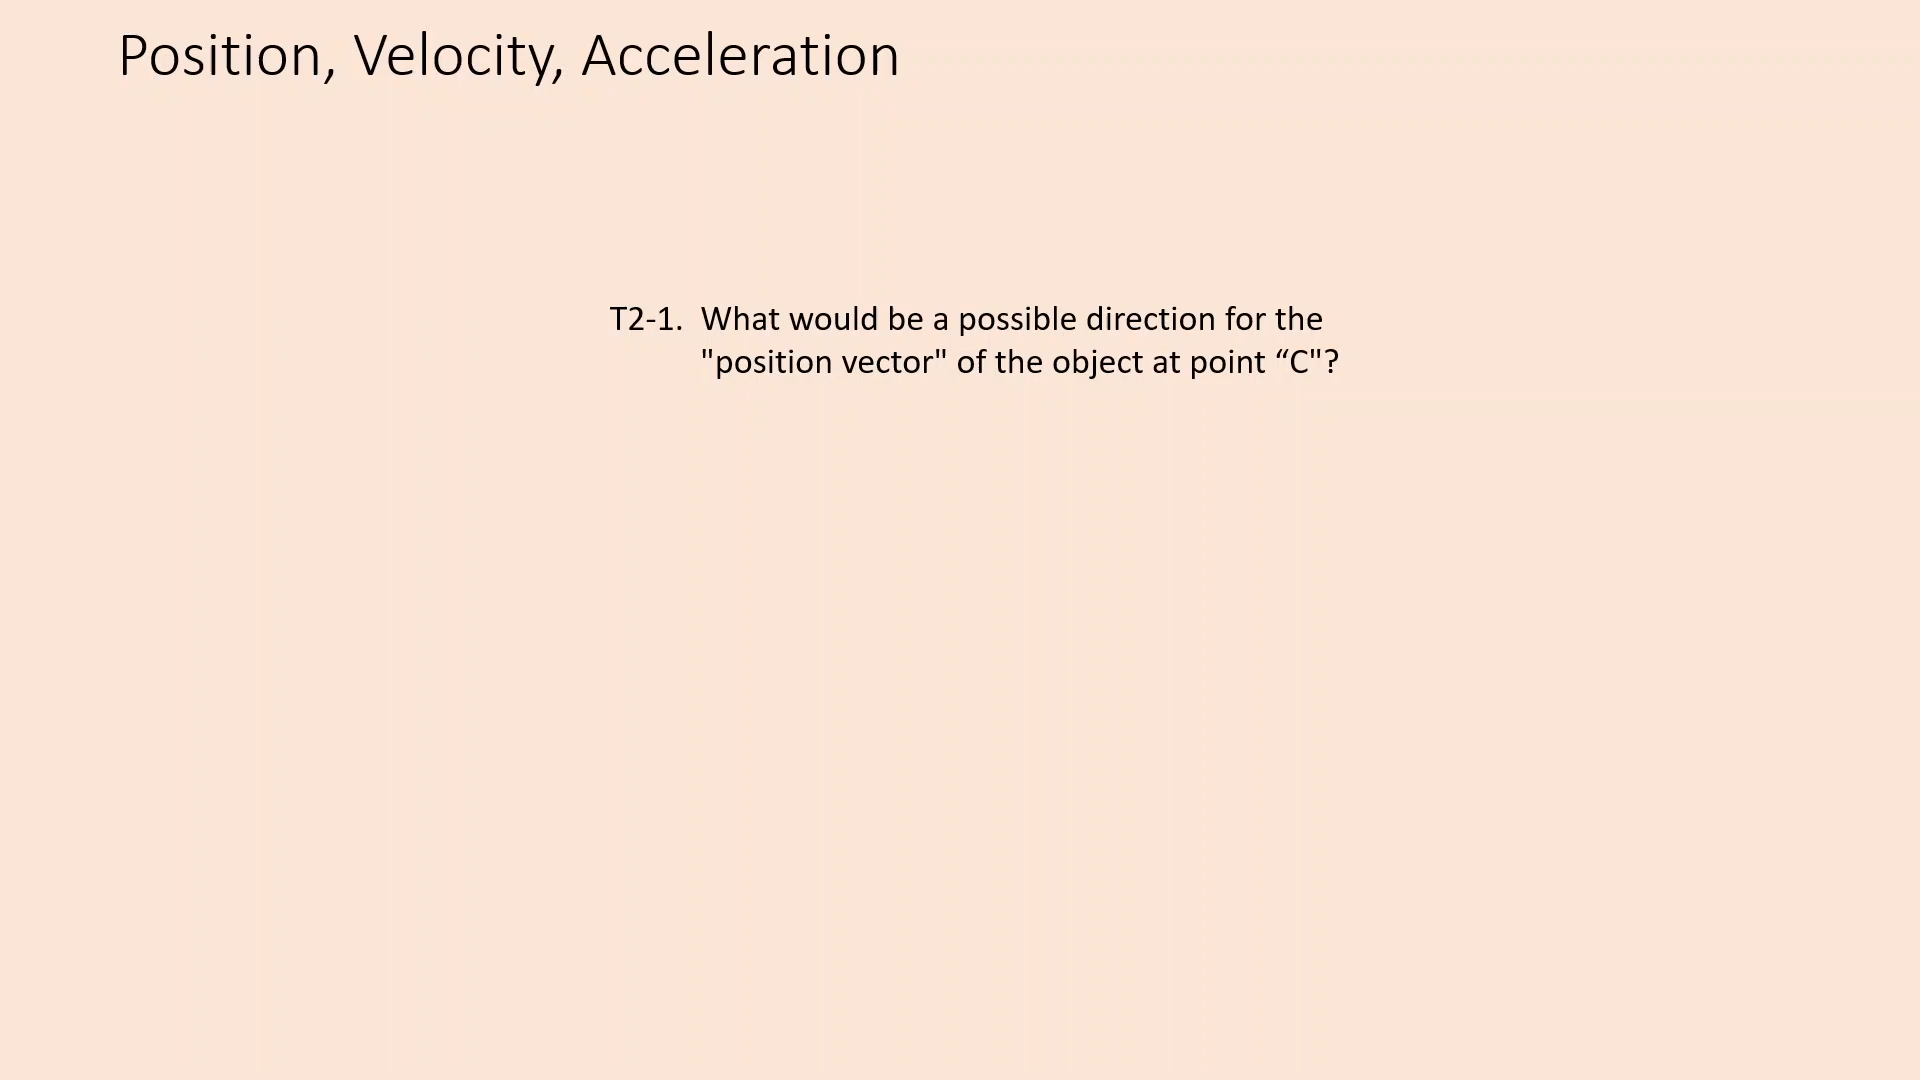 Position, Velocity, Acceleration
T2-1. What would be a possible direction for the
"position vector" of the object at point “C"?